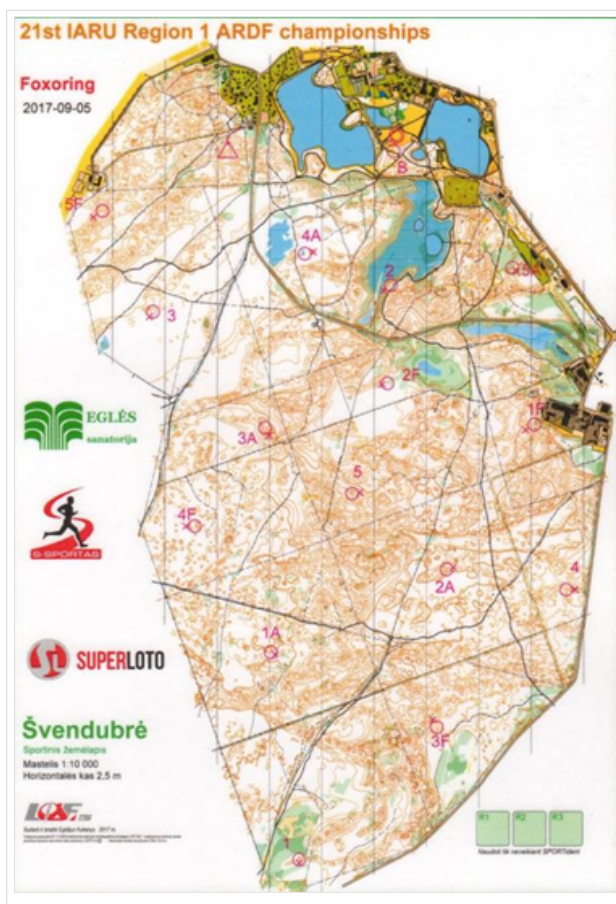 21st IARU Region 1 ARDF championships
Foxoring
2017-09-05
B
5F
4A
2
5A
3
2F
1F
3A
5
4F
2A
4
1A
3F
1
EGLĖS
sanatorija
S-SPORTAS
SUPERLOTO
Švendubrė
Sportinis žemėlapis
Mastelis 1:10 000
Horizontalės kas 2,5 m
R1 R2 R3